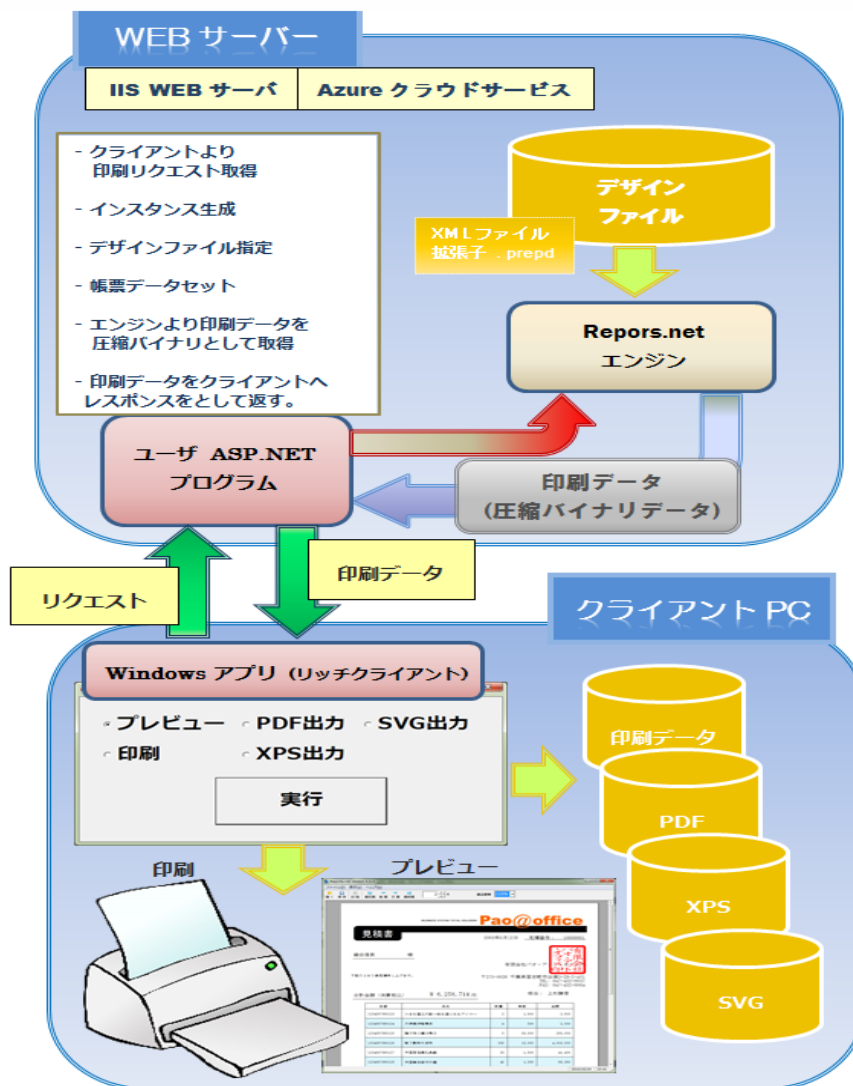 WEB サーバー
IIS WEB サーバ
Azure クラウドサービス
- クライアントより
印刷リクエスト取得
- インスタンス生成
- デザインファイル指定
- 帳票データセット
- エンジンより印刷データを
圧縮バイナリとして取得
- 印刷データをクライアントへ
レスポンスをとして返す。
デザイン
ファイル
XMLファイル
拡張子 . prepd
Repors.net
エンジン
ユーザ ASP.NET
プログラム
印刷データ
(圧縮バイナリデータ)
リクエスト
印刷データ
クライアント PC
Windows アプリ (リッチクライアント)
プレビュー PDF出力 SVG出力
印刷 XPS出力
実行
印刷データ
PDF
XPS
SVG
印刷
プレビュー
Pao@office
見積書